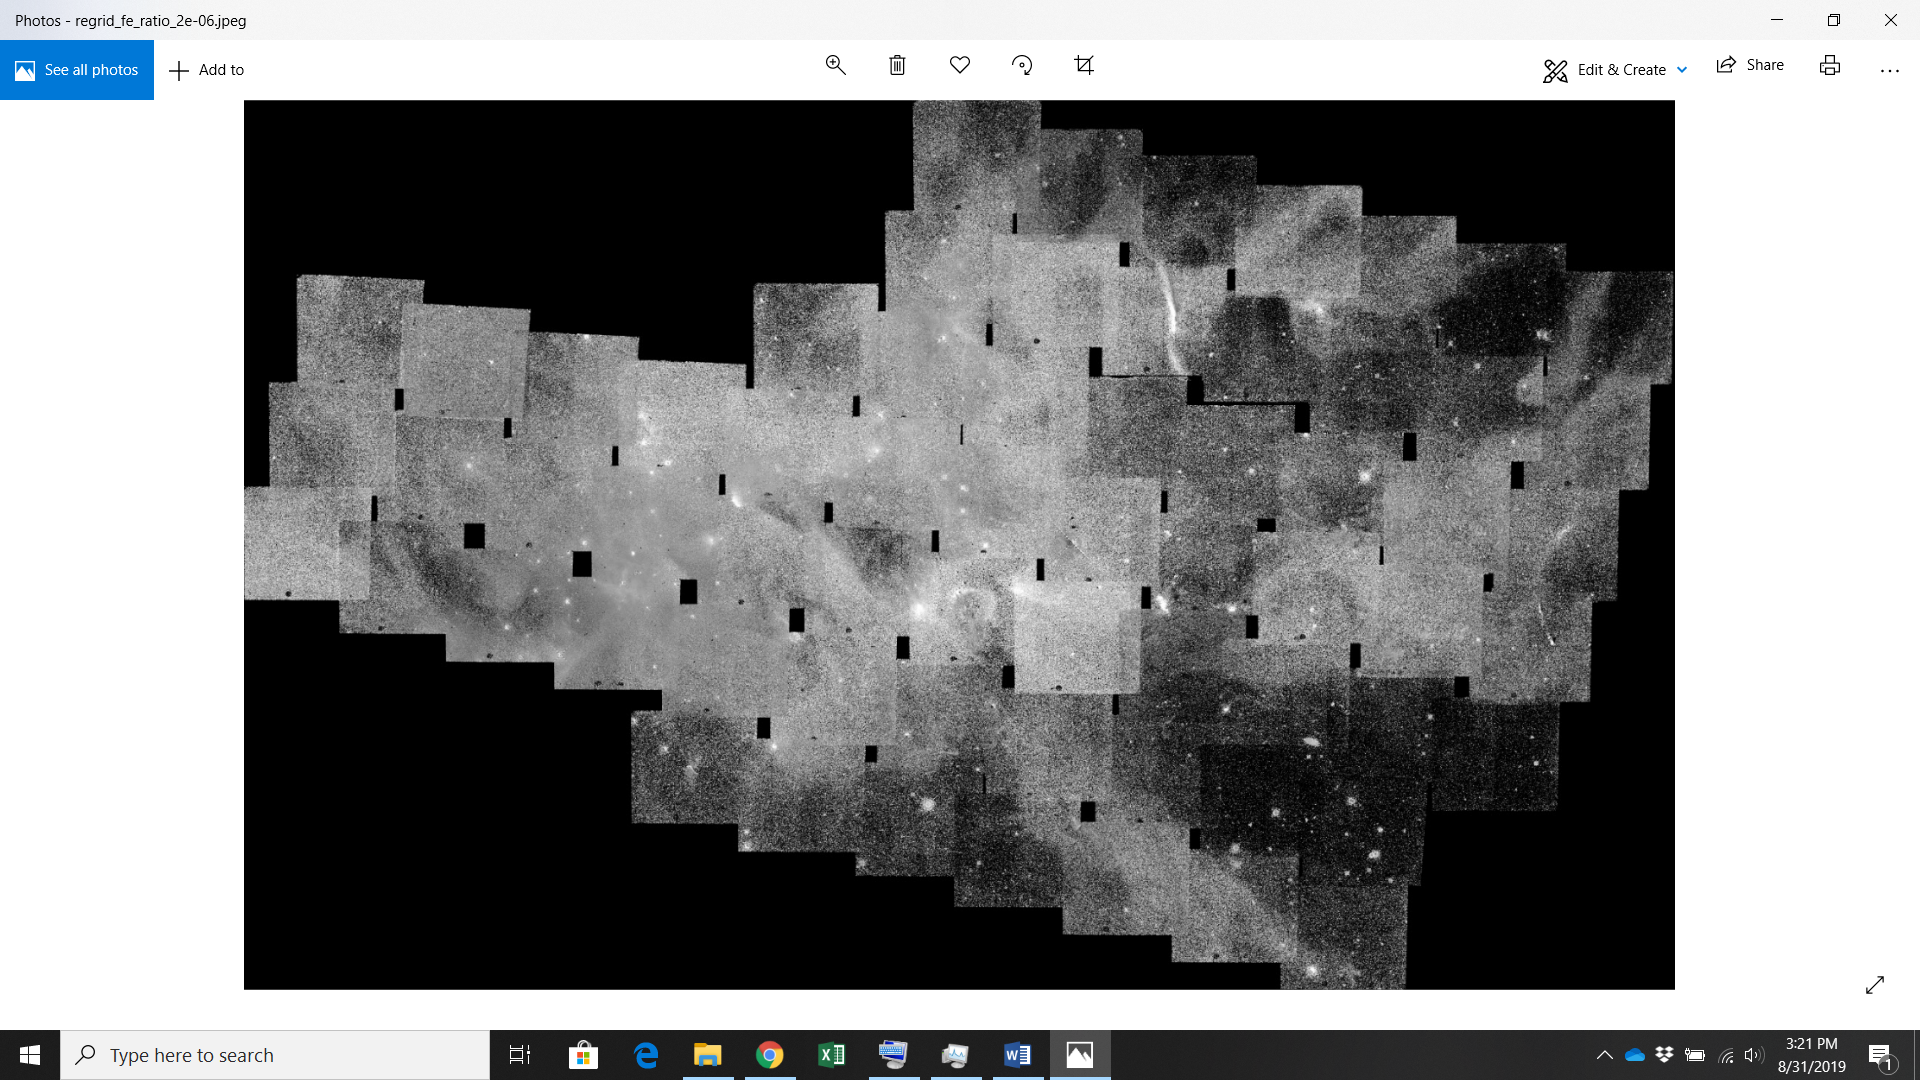 Photos - regrid_fe_ratio_2e-06.jpeg
See all photos
Add to
Edit & Create
Share
Type here to search
3:21 PM
8/31/2019
1